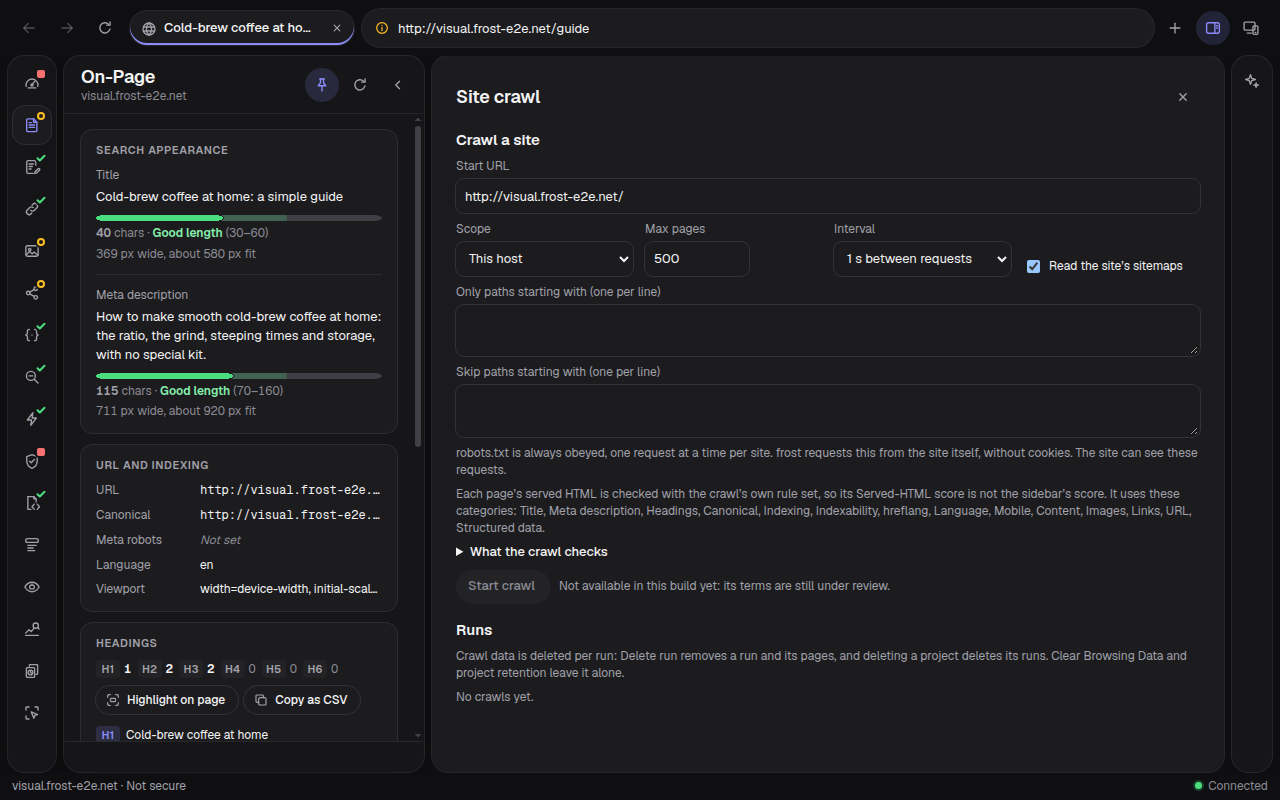 Cold-brew coffee at ho...
http://visual.frost-e2e.net/guide
On-Page
visual.frost-e2e.net
SEARCH APPEARANCE
Title
Cold-brew coffee at home: a simple guide
40 chars · Good length (30–60)
369 px wide, about 580 px fit
Meta description
How to make smooth cold-brew coffee at home:
the ratio, the grind, steeping times and storage,
with no special kit.
115 chars · Good length (70–160)
711 px wide, about 920 px fit
URL AND INDEXING
URL http://visual.frost-e2e.…
Canonical http://visual.frost-e2e.…
Meta robots Not set
Language en
Viewport width=device-width, initial-scal…
HEADINGS
H1 1 H2 2 H3 2 H4 0 H5 0 H6 0
Highlight on page Copy as CSV
H1 Cold-brew coffee at home
Site crawl
Crawl a site
Start URL
http://visual.frost-e2e.net/
Scope Max pages Interval
This host 500 1 s between requests Read the site's sitemaps
Only paths starting with (one per line)
Skip paths starting with (one per line)
robots.txt is always obeyed, one request at a time per site. frost requests this from the site itself, without cookies. The site can see these
requests.
Each page's served HTML is checked with the crawl's own rule set, so its Served-HTML score is not the sidebar's score. It uses these
categories: Title, Meta description, Headings, Canonical, Indexing, Indexability, hreflang, Language, Mobile, Content, Images, Links, URL,
Structured data.
What the crawl checks
Start crawl Not available in this build yet: its terms are still under review.
Runs
Crawl data is deleted per run: Delete run removes a run and its pages, and deleting a project deletes its runs. Clear Browsing Data and
project retention leave it alone.
No crawls yet.
visual.frost-e2e.net · Not secure
Connected